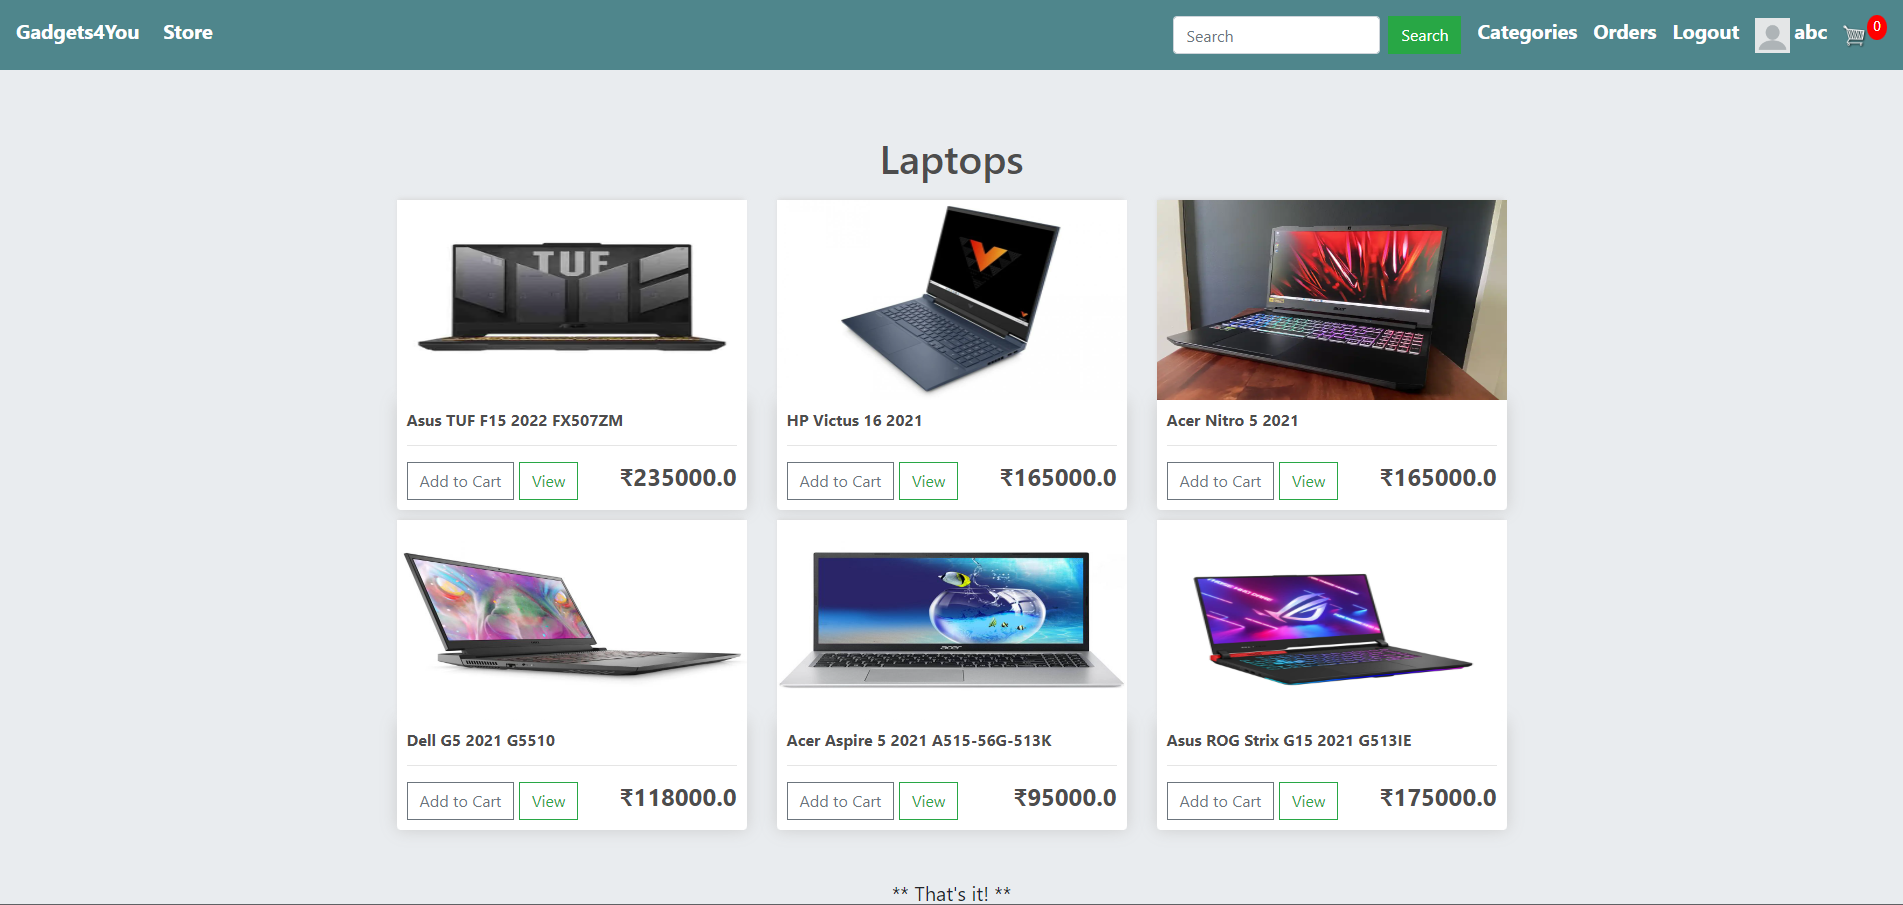 Gadgets4You Store Search Search Categories Orders Logout abc 0
Laptops
TUF
Asus TUF F15 2022 FX507ZM
Add to Cart View ₹235000.0
HP Victus 16 2021
Add to Cart View ₹165000.0
acer
Acer Nitro 5 2021
Add to Cart View ₹165000.0
Dell G5 2021 G5510
Add to Cart View ₹118000.0
acer
Acer Aspire 5 2021 A515-56G-513K
Add to Cart View ₹95000.0
Asus ROG Strix G15 2021 G513IE
Add to Cart View ₹175000.0
** That's it! **